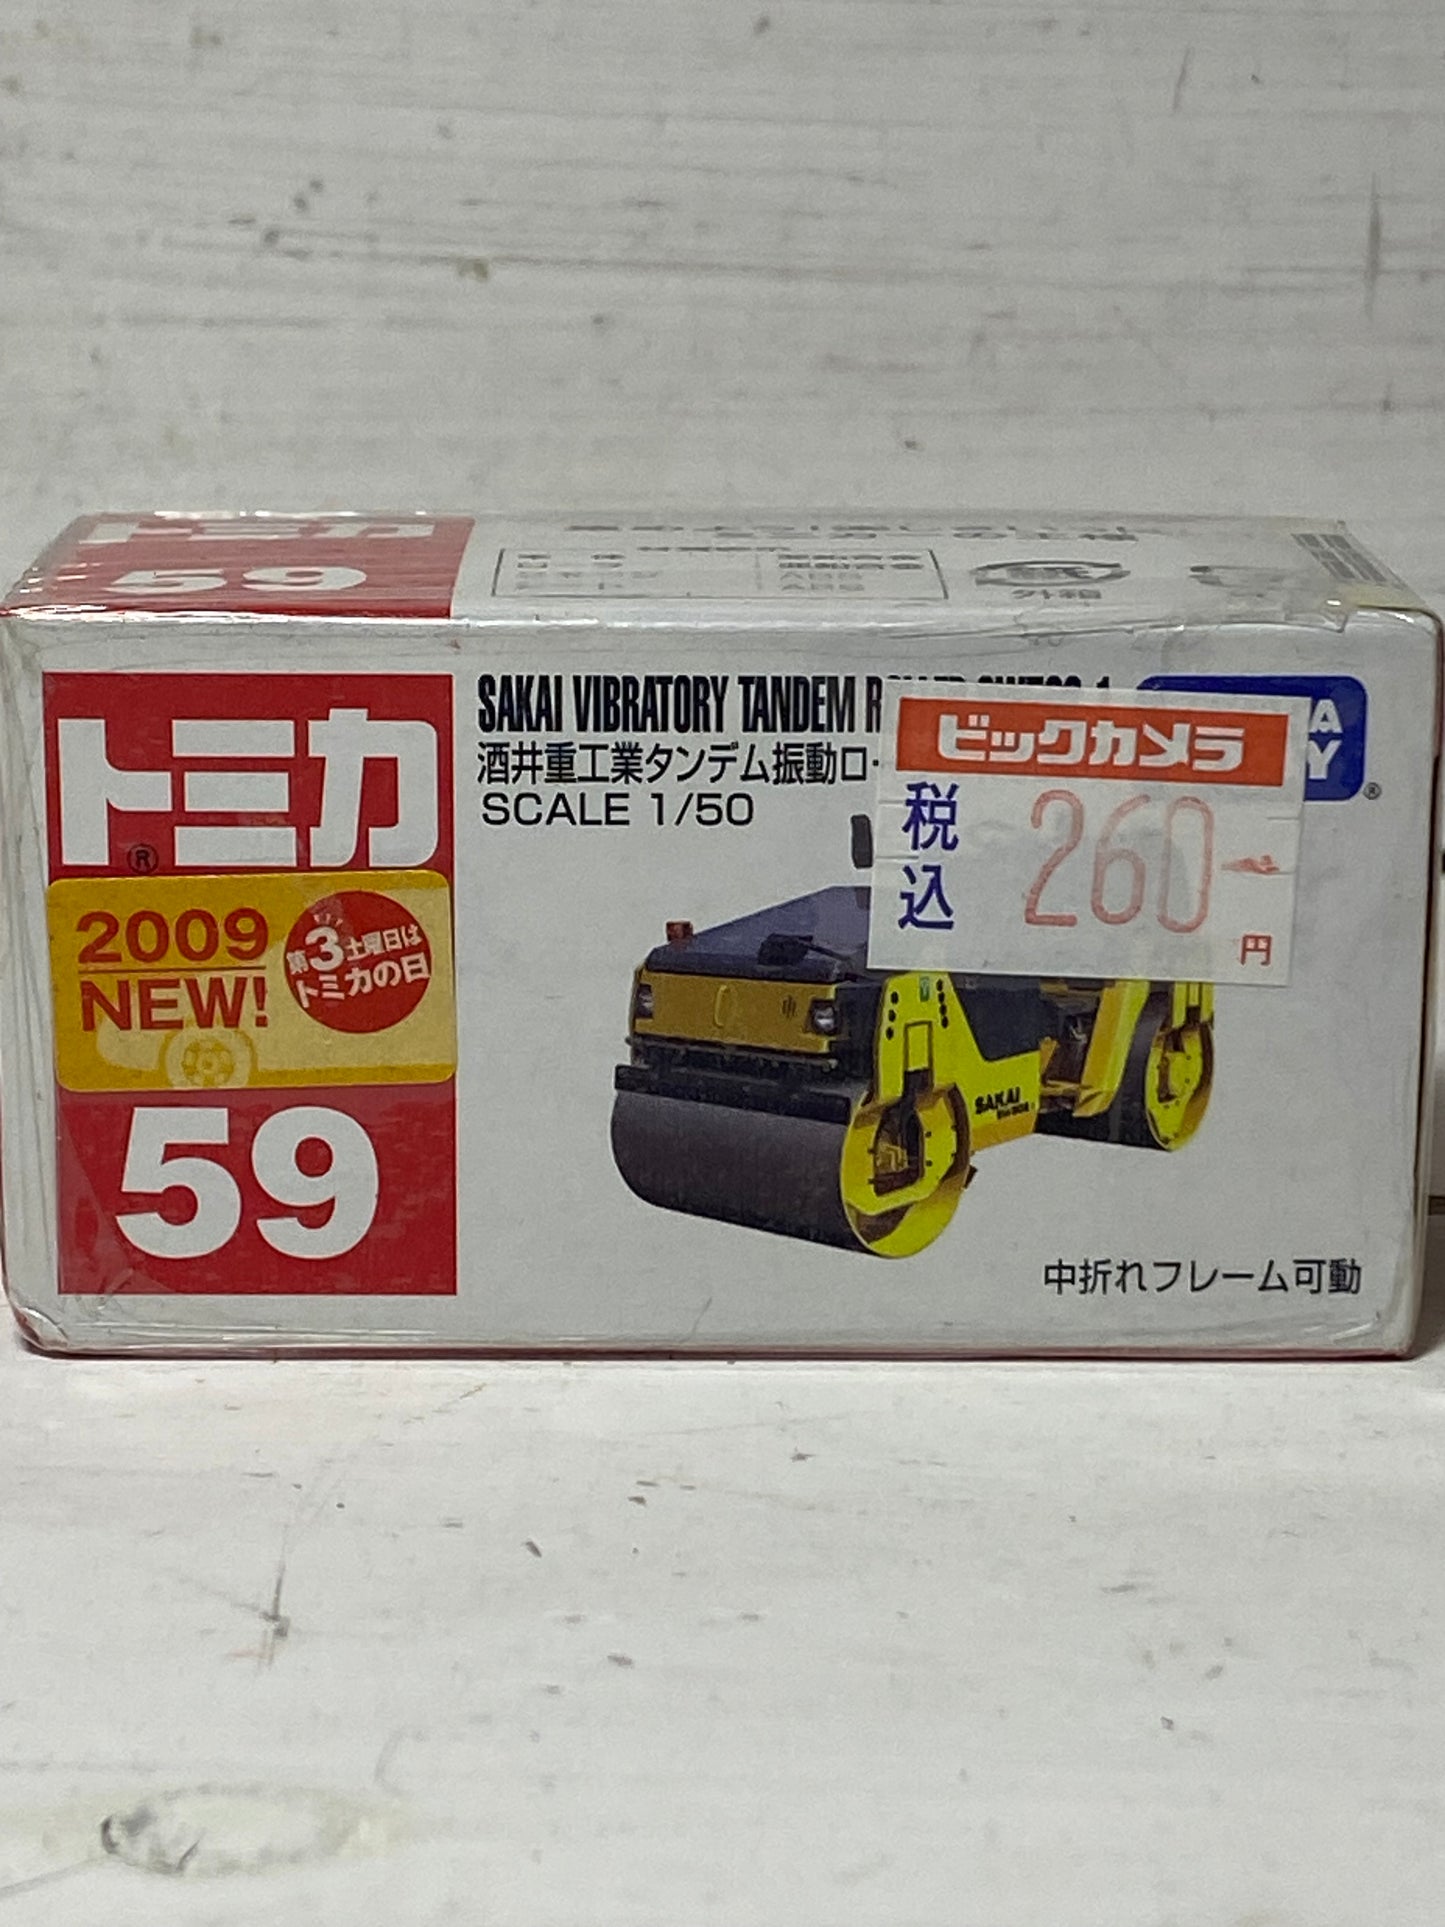 トミカ
59
外箱
トミカ
®
2009
NEW!
第3土曜日は
トミカの日
59
SAKAI VIBRATORY TANDEM
酒井重工業タンデム振動ロ
SCALE 1/50
ビックカメラ
税込
260
円
®
SAKAI
中折れフレーム可動